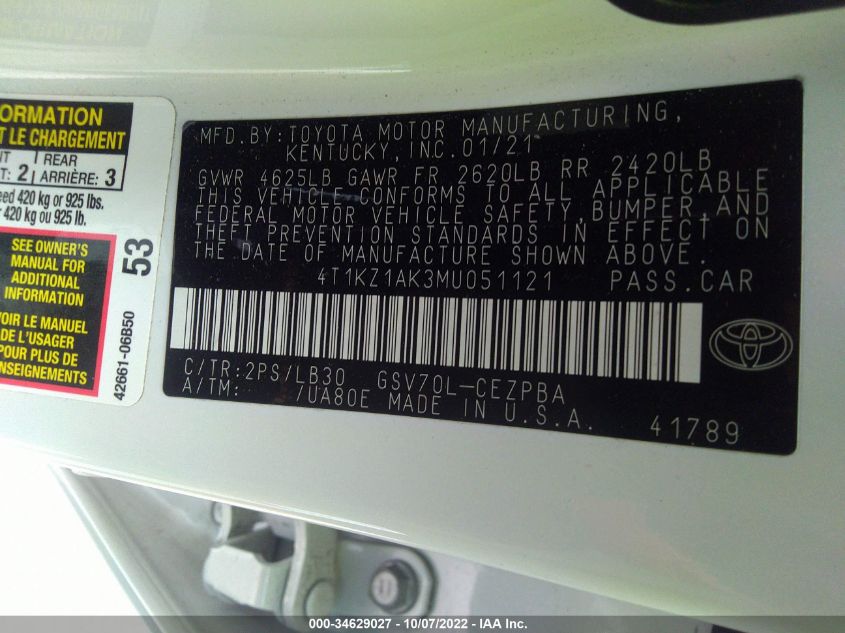 ORMATION
T LE CHARGEMENT
NT
T: 2
REAR
ARRIÈRE: 3
eed 420 kg or 925 lbs.
r 420 kg ou 925 lb.
SEE OWNER'S
MANUAL FOR
ADDITIONAL
INFORMATION
VOIR LE MANUEL
DE L'USAGER
POUR PLUS DE
ENSEIGNEMENTS
53
42661-06B50
MFD.BY:TOYOTA MOTOR MANUFACTURING,
KENTUCKY,INC.01/21
GVWR 4625LB GAWR FR 2620LB RR 2420LB
THIS VEHICLE CONFORMS TO ALL APPLICABLE
FEDERAL MOTOR VEHICLE SAFETY,BUMPER,AND
THEFT PREVENTION STANDARDS IN EFFECT ON
THE DATE OF MANUFACTURE SHOWN ABOVE.
4T1KZ1AK3MU051121 PASS.CAR
C/TR:2PS/LB30 GSV70L-CEZPBA
A/TM: /UA80E MADE IN U.S.A.
41789
000-34629027 - 10/07/2022 - IAA Inc.